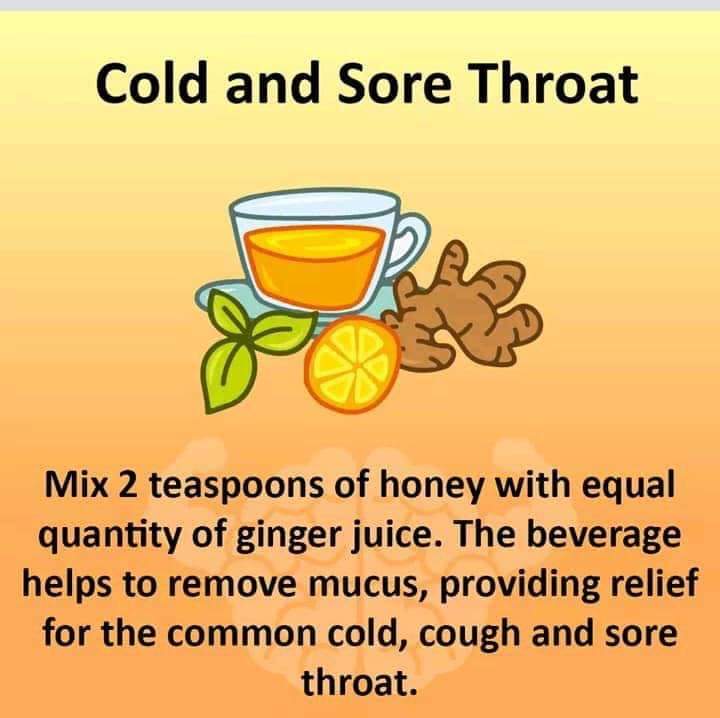 Cold and Sore Throat
Mix 2 teaspoons of honey with equal
quantity of ginger juice. The beverage
helps to remove mucus, providing relief
for the common cold, cough and sore
throat.